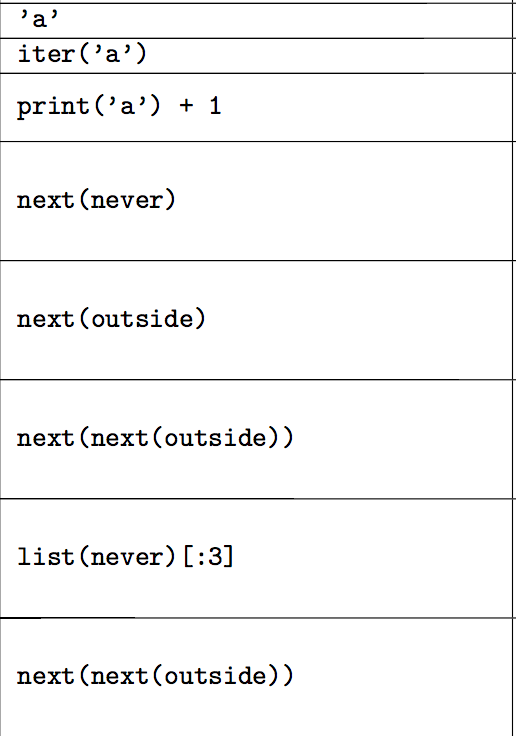 ’a’
iter(’a’)
print(’a’) + 1
next(never)
next(outside)
next(next(outside))
list(never)[:3]
next(next(outside))